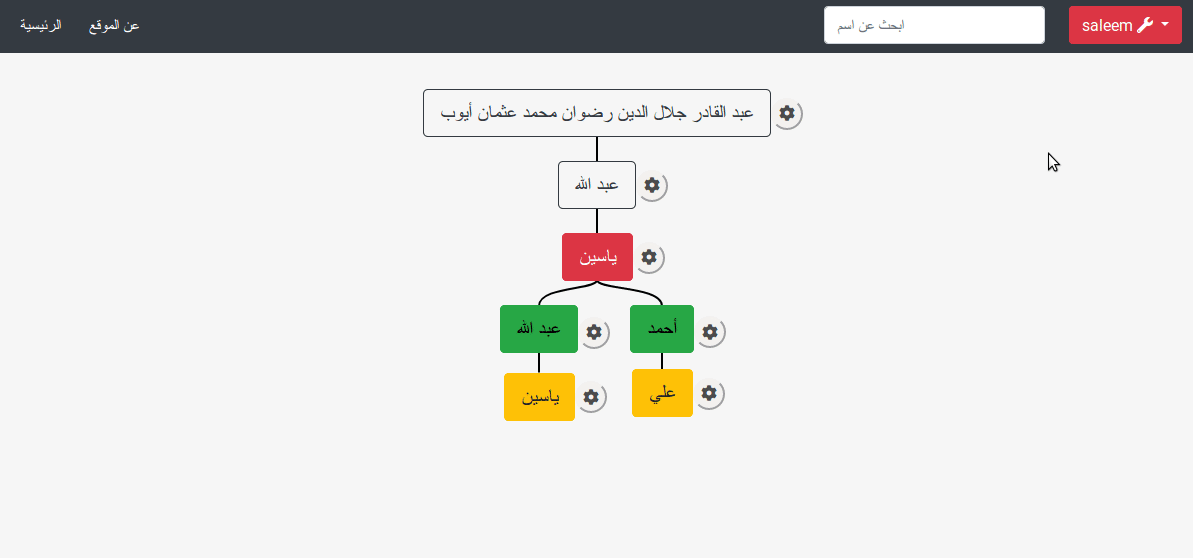 الرئيسية
عن الموقع
ابحث عن اسم
saleem
عبد القادر جلال الدين رضوان محمد عثمان أيوب
عبد الله
ياسين
عبد الله
أحمد
ياسين
علي